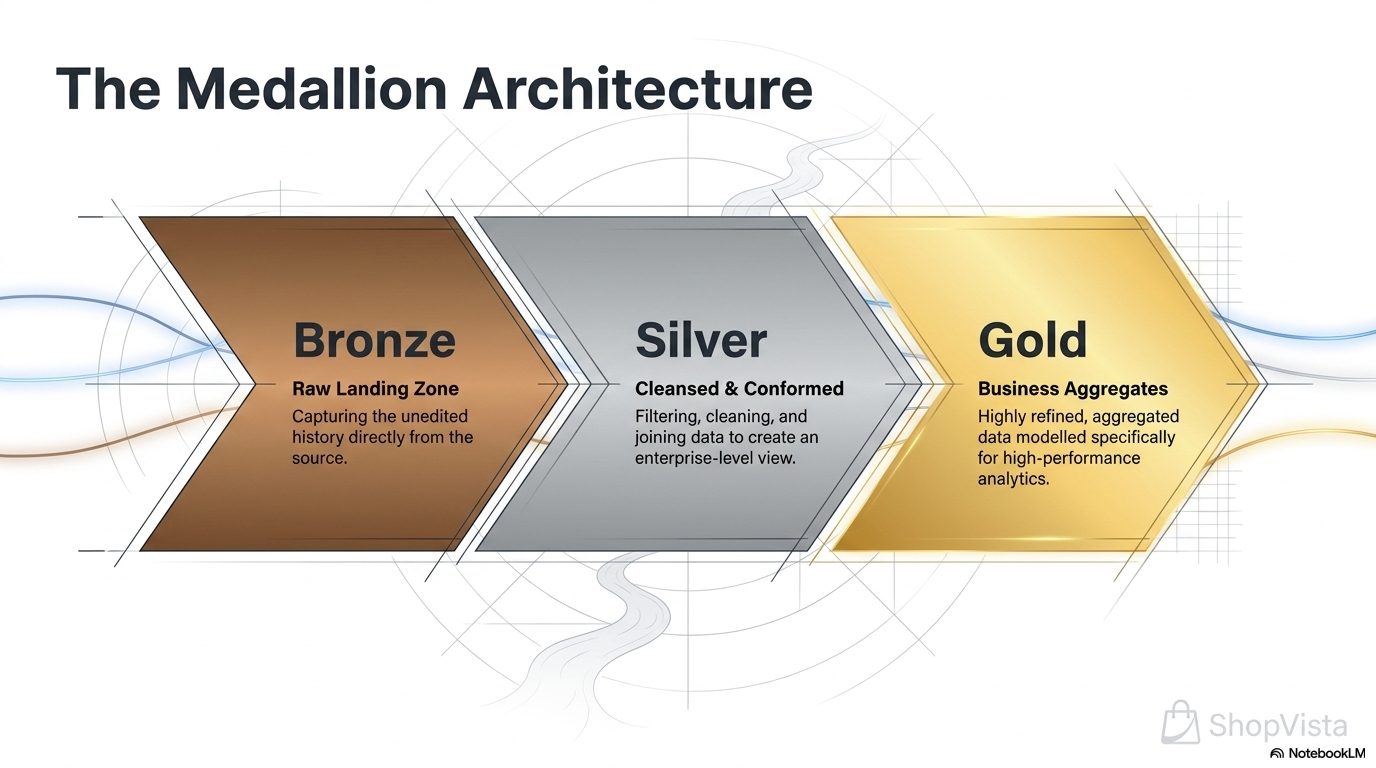 The Medallion Architecture
Bronze
Raw Landing Zone
Capturing the unedited
history directly from the
source.
Silver
Cleansed & Conformed
Filtering, cleaning, and
joining data to create an
enterprise-level view.
Gold
Business Aggregates
Highly refined, aggregated
data modelled specifically
for high-performance
analytics.
ShopVista
NotebookLM